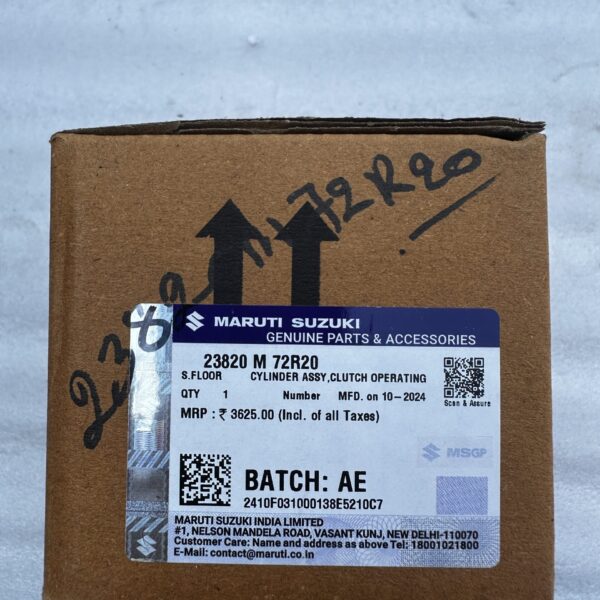 2382-0M72R20
MARUTI SUZUKI
GENUINE PARTS & ACCESSORIES
23820 M 72R20
S.FLOOR CYLINDER ASSY,CLUTCH OPERATING
QTY 1 Number MFD. on 10-2024
MRP : ₹ 3625.00 (Incl. of all Taxes)
Scan & Assure
MSGP
BATCH: AE
2410F031000138E5210C7
MARUTI SUZUKI INDIA LIMITED
#1, NELSON MANDELA ROAD, VASANT KUNJ, NEW DELHI-110070
Customer Care: Name and address as above Tel: 18001021800
E-Mail: contact@maruti.co.in